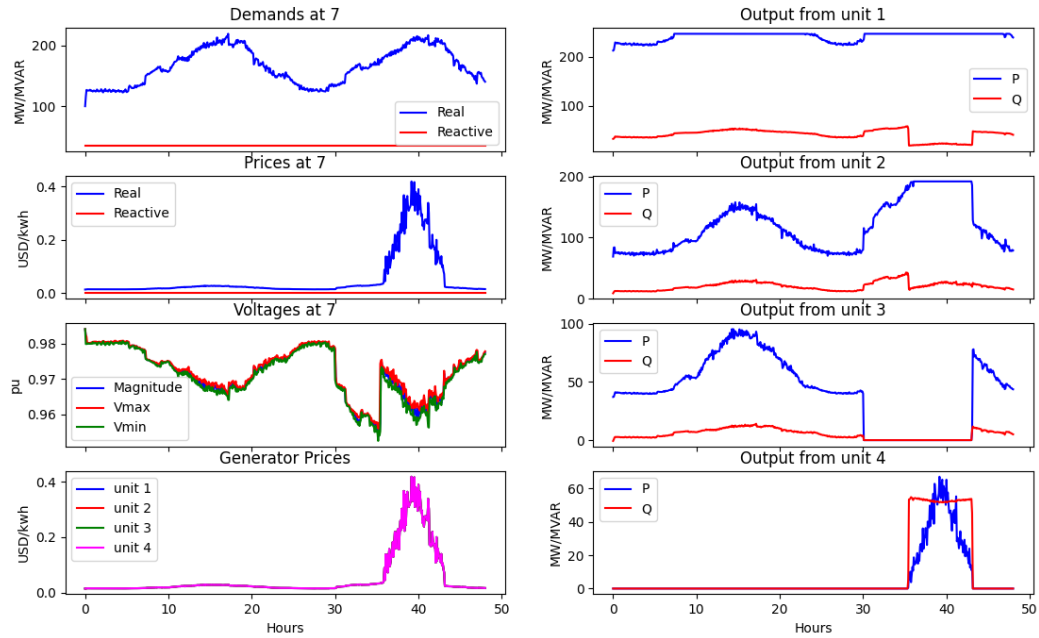 Demands at 7
MW/MVAR
200
100
Real
Reactive
Prices at 7
USD/kwh
0.4
0.2
0.0
Real
Reactive
Voltages at 7
pu
0.98
0.97
0.96
Magnitude
Vmax
Vmin
Generator Prices
USD/kwh
0.4
0.2
0.0
unit 1
unit 2
unit 3
unit 4
0 10 20 30 40 50
Hours
Output from unit 1
MW/MVAR
200
100
P
Q
Output from unit 2
MW/MVAR
200
100
0
P
Q
Output from unit 3
MW/MVAR
100
50
0
P
Q
Output from unit 4
MW/MVAR
60
40
20
0
P
Q
0 10 20 30 40 50
Hours